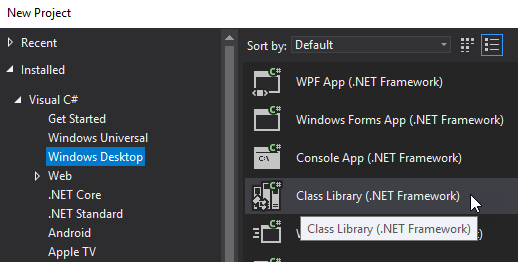 New Project
Recent
Installed
Visual C#
Get Started
Windows Universal
Windows Desktop
Web
.NET Core
.NET Standard
Android
Apple TV
Sort by: Default
C#
WPF App (.NET Framework)
C#
Windows Forms App (.NET Framework)
C#
C:\
Console App (.NET Framework)
C#
Class Library (.NET Framework)
Class Library (.NET Framework)
C#